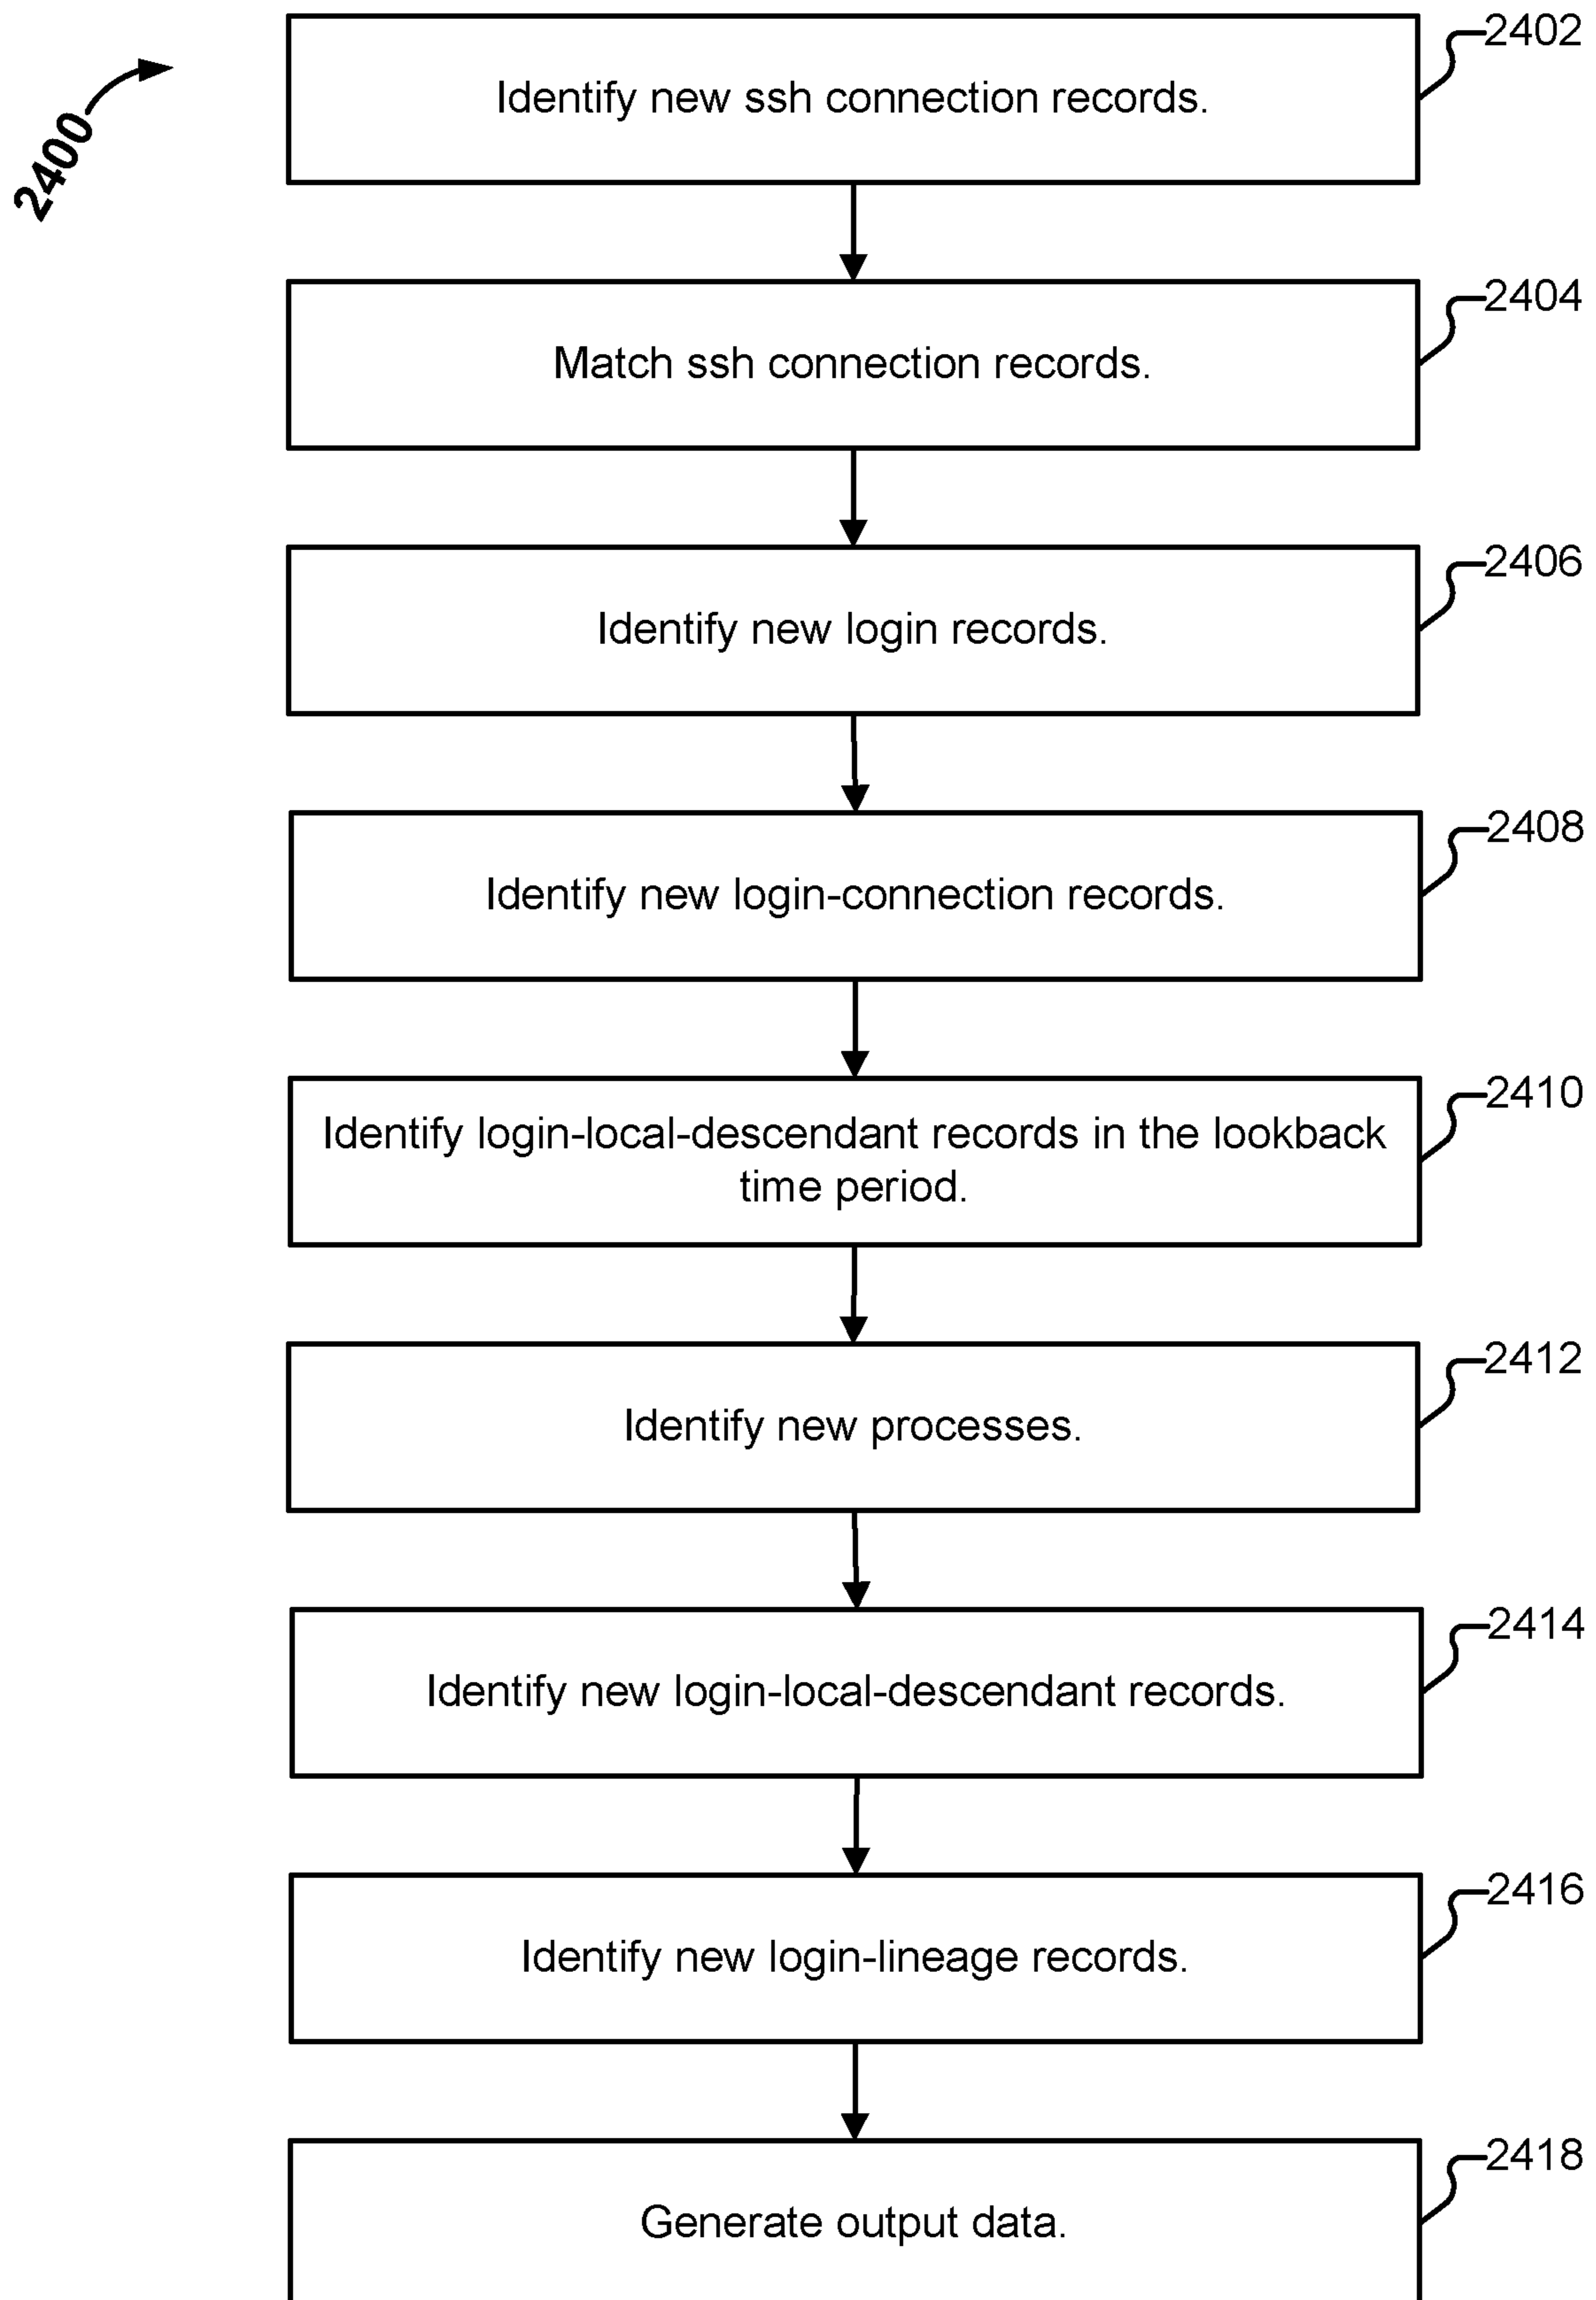 2400
2402
Identify new ssh connection records.
2404
Match ssh connection records.
2406
Identify new login records.
2408
Identify new login-connection records.
2410
Identify login-local-descendant records in the lookback
time period.
2412
Identify new processes.
2414
Identify new login-local-descendant records.
2416
Identify new login-lineage records.
2418
Generate output data.